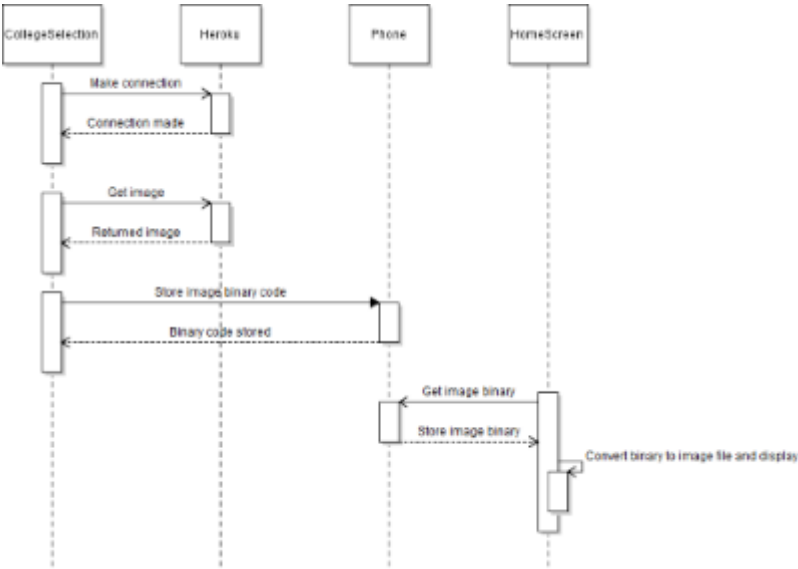 CollegeSelection
Heroku
Phone
HomeScreen
Make connection
Connection made
Get image
Returned image
Store image binary code
Binary code stored
Get image binary
Store image binary
Convert binary to image file and display